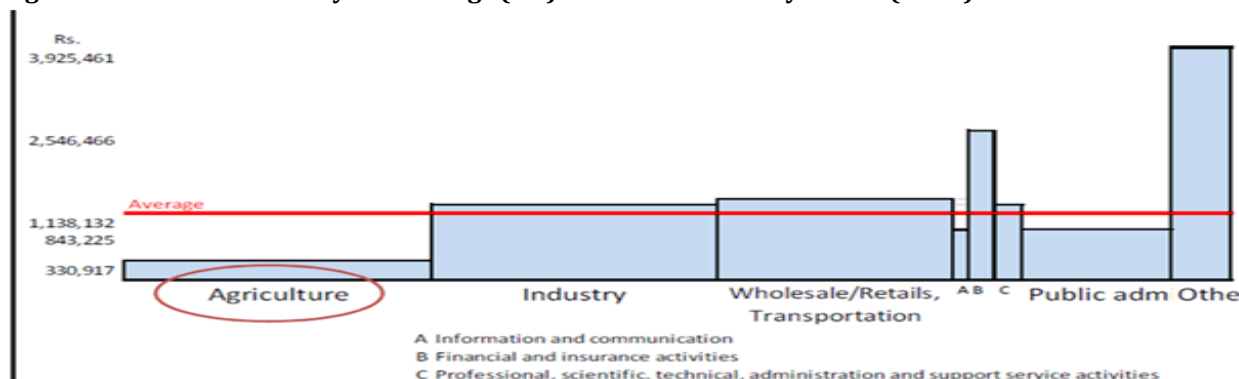 Rs.
3,925,461
2,546,466
Average
1,138,132
843,225
330,917
Agriculture
Industry
Wholesale/Retails,
Transportation
A B C
Public adm Othe
A Information and communication
B Financial and insurance activities
C Professional, scientific, technical, administration and support service activities